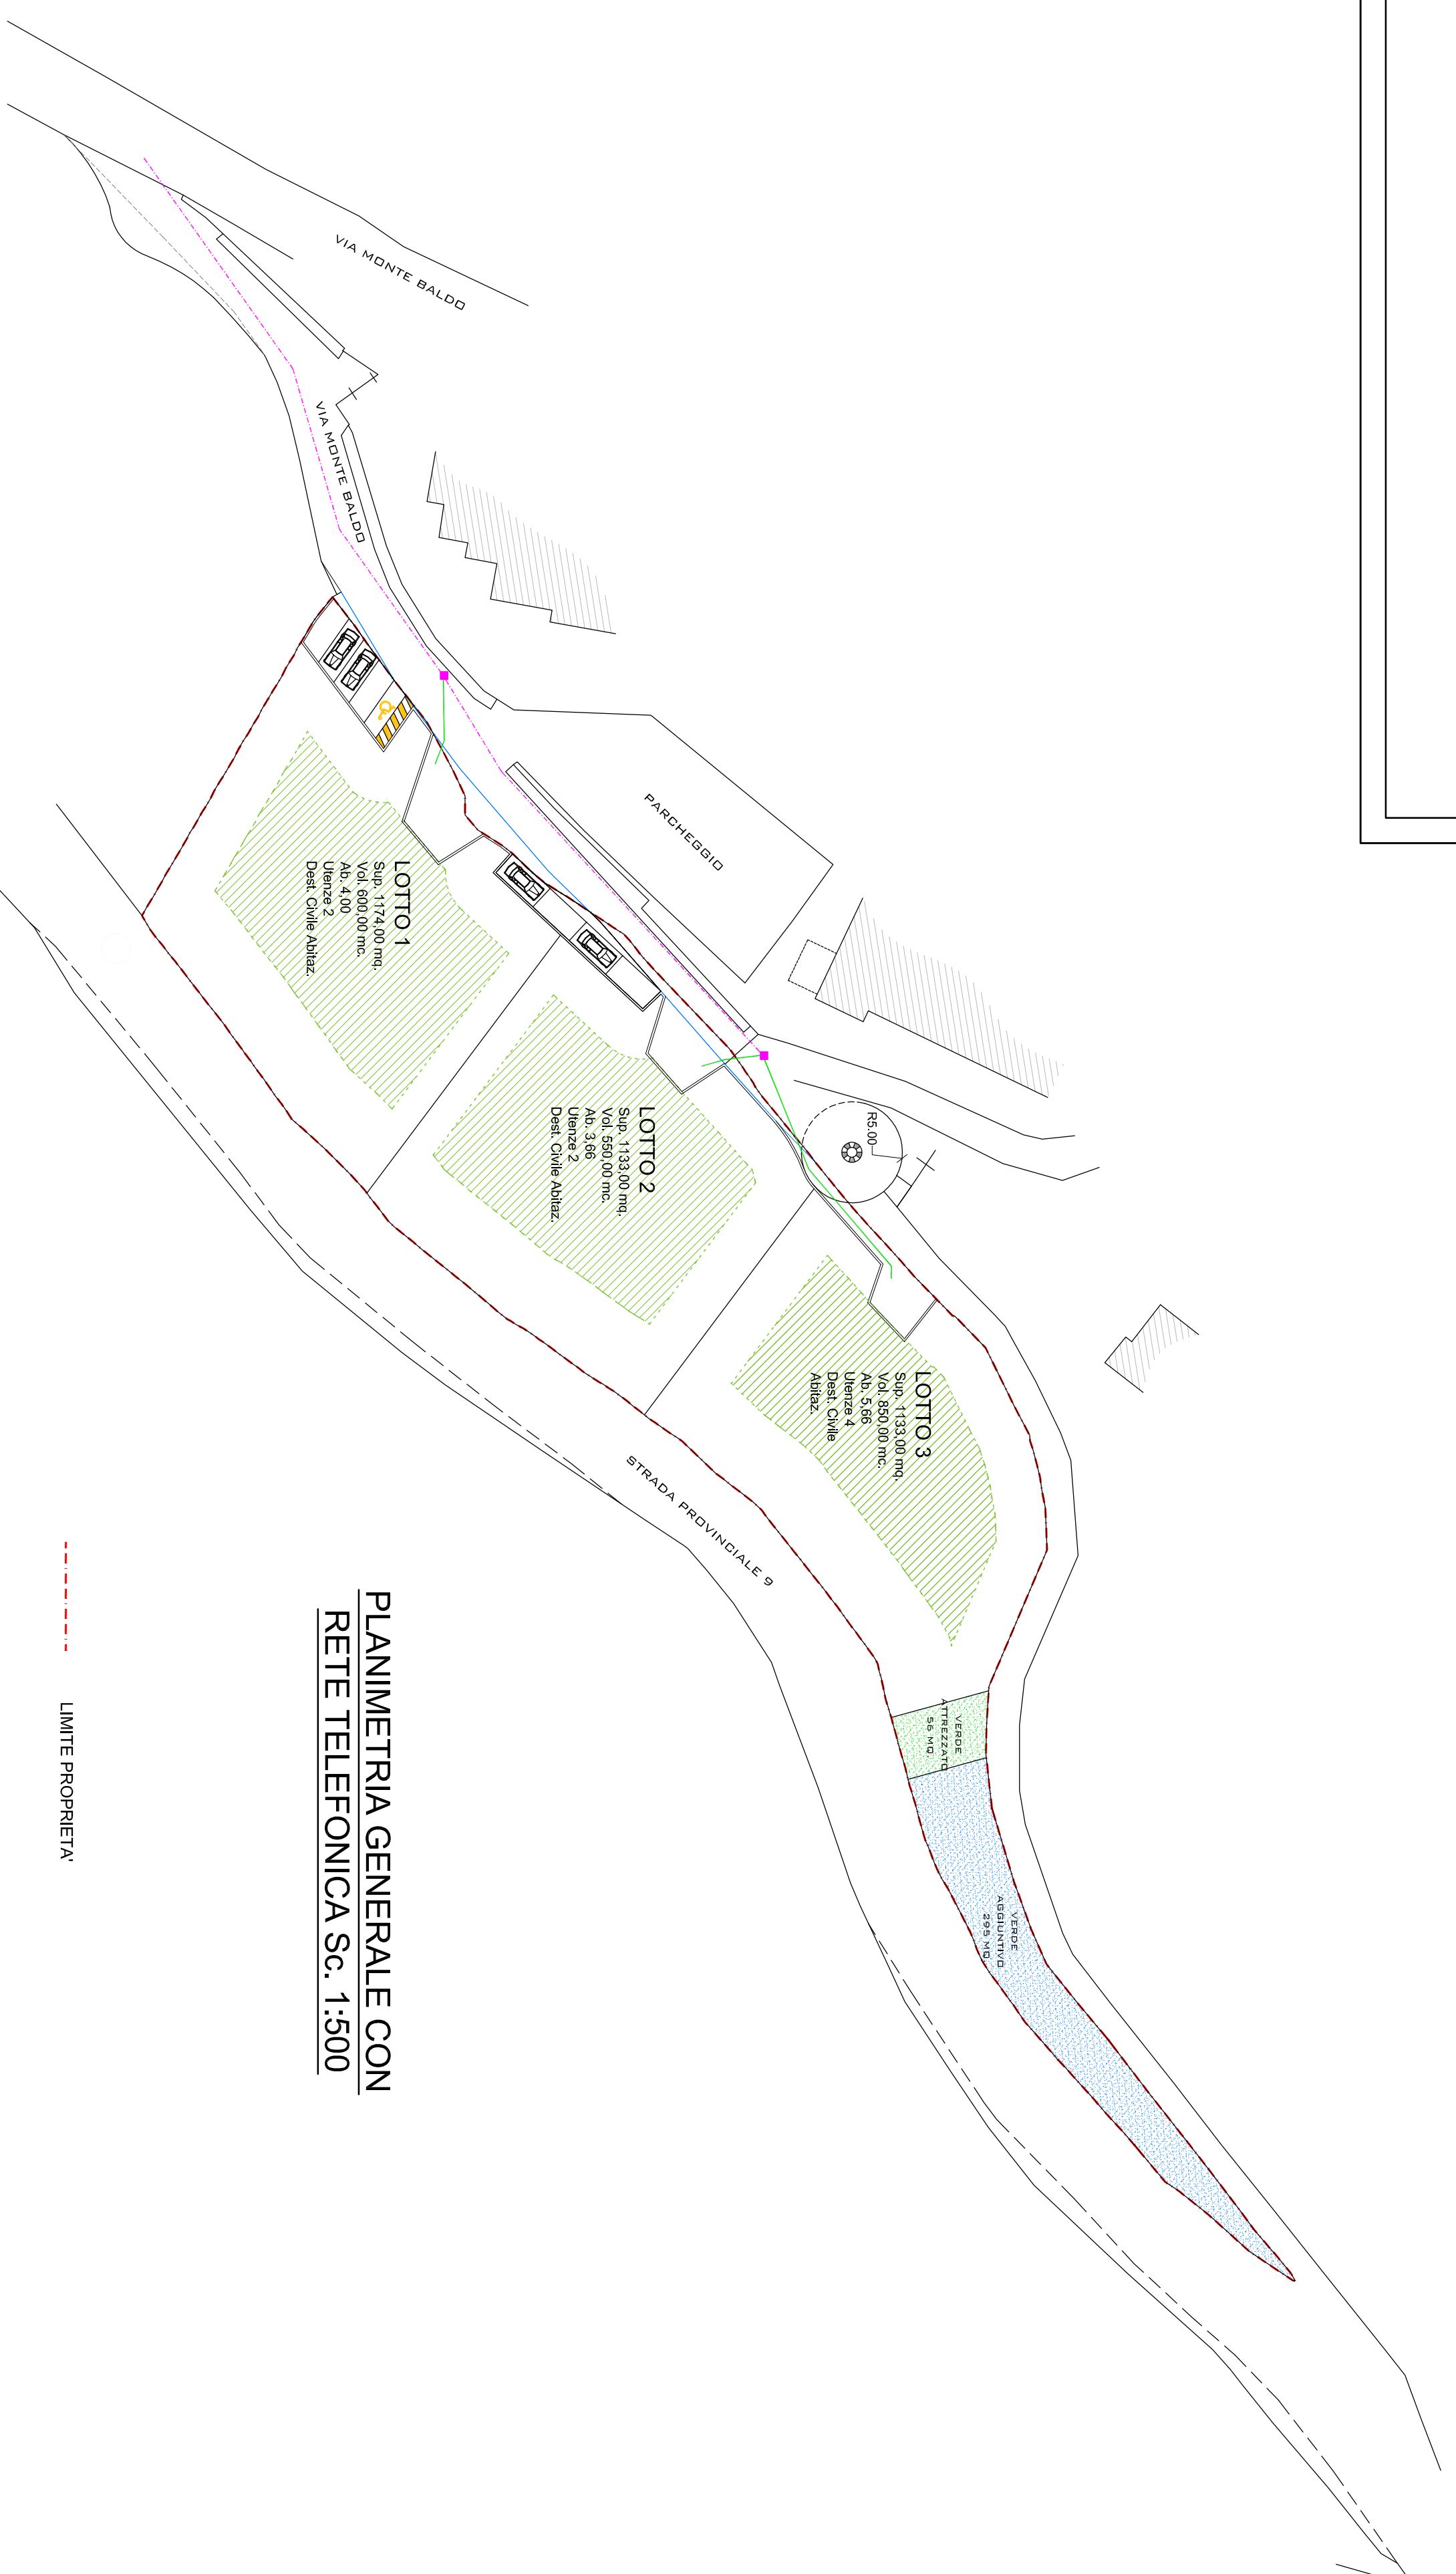 VIA MONTE BALDO
VIA MONTE BALDO
PARCHEGGIO
R5.00
LOTTO 1
Sup. 1174,00 mq.
Vol. 600,00 mc.
Ab. 4,00
Utenze 2
Dest. Civile Abitaz.
LOTTO 2
Sup. 1133,00 mq.
Vol. 550,00 mc.
Ab. 3,66
Utenze 2
Dest. Civile Abitaz.
LOTTO 3
Sup. 1133,00 mq.
Vol. 850,00 mc.
Ab. 5,66
Utenze 4
Dest. Civile
Abitaz.
STRADA PROVINCIALE 9
VERDE
ATTREZZATO
56 MQ.
VERDE
AGGIUNTIVO
295 MQ
PLANIMETRIA GENERALE CON
RETE TELEFONICA Sc. 1:500
LIMITE PROPRIETA'